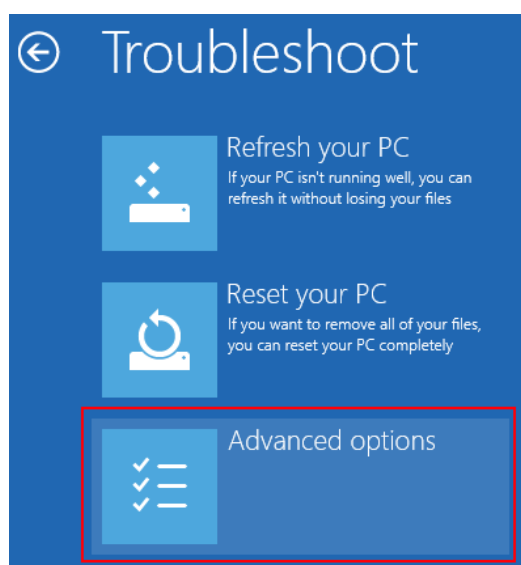 Troubleshoot
Refresh your PC
If your PC isn't running well, you can
refresh it without losing your files
Reset your PC
If you want to remove all of your files,
you can reset your PC completely
Advanced options